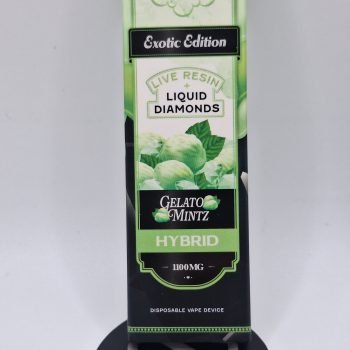 Exotic Edition
LIVE RESIN
+
LIQUID
DIAMONDS
GELATO
MINTZ
HYBRID
1100MG
DISPOSABLE VAPE DEVICE